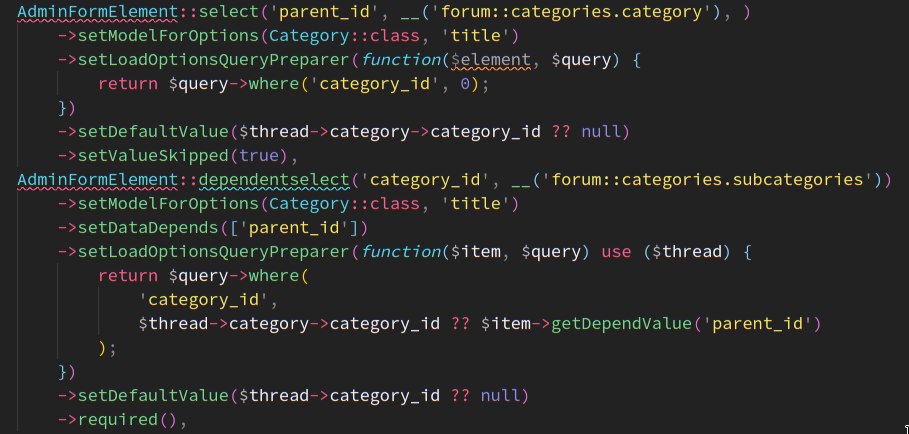 AdminFormElement::select('parent_id', __('forum::categories.category'), )
    ->setModelForOptions(Category::class, 'title')
    ->setLoadOptionsQueryPreparer(function($element, $query) {
        return $query->where('category_id', 0);
    })
    ->setDefaultValue($thread->category->category_id ?? null)
    ->setValueSkipped(true),
AdminFormElement::dependentselect('category_id', __('forum::categories.subcategories'))
    ->setModelForOptions(Category::class, 'title')
    ->setDataDepends(['parent_id'])
    ->setLoadOptionsQueryPreparer(function($item, $query) use ($thread) {
        return $query->where(
            'category_id',
            $thread->category->category_id ?? $item->getDependValue('parent_id')
        );
    })
    ->setDefaultValue($thread->category_id ?? null)
    ->required(),